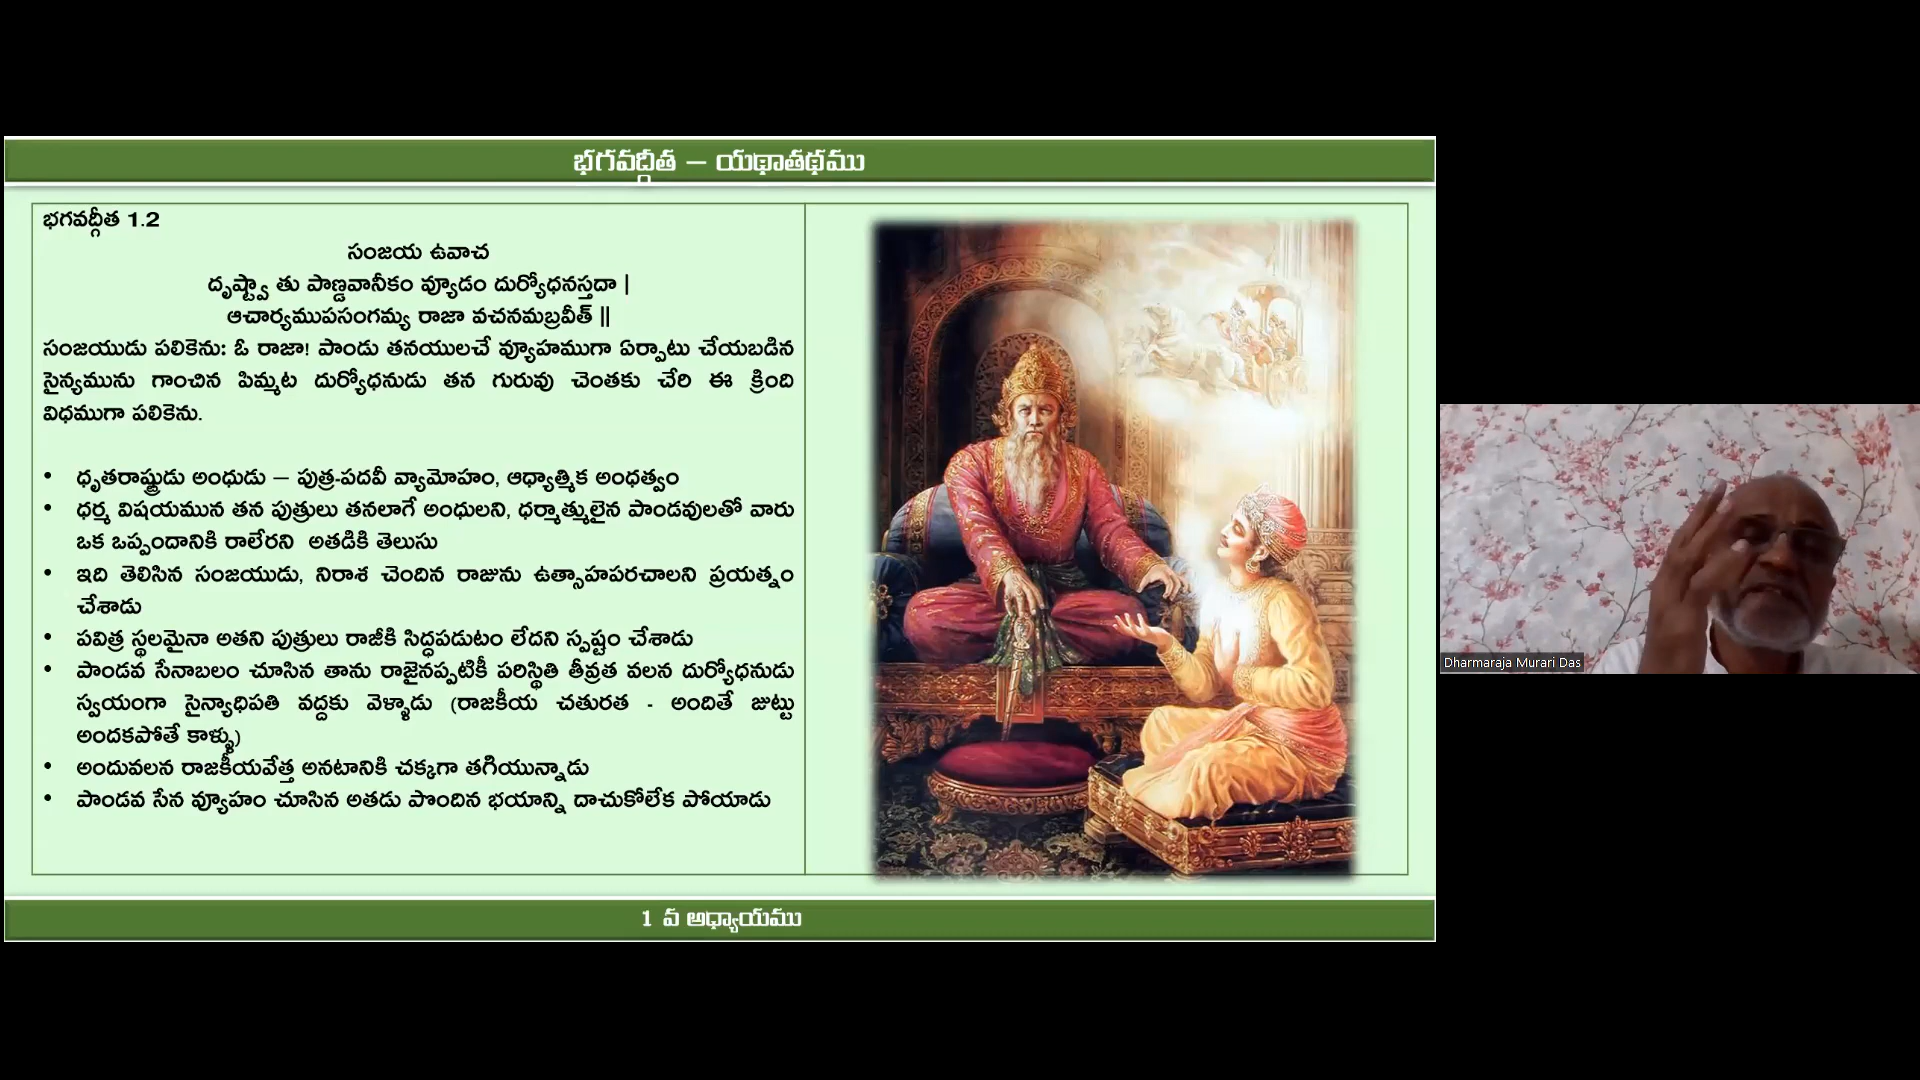 భగవద్గీత – యథాతథము
భగవద్గీత 1.2
సంజయ ఉవాచ
దృష్ట్వా తు పాణ్డవానీకం వ్యూడం దుర్యోధనస్తదా |
ఆచార్యముపసంగమ్య రాజా వచనమబ్రవీత్ ||
సంజయుడు పలికెను: ఓ రాజా! పాండు తనయులచే వ్యూహముగా ఏర్పాటు చేయబడిన
సైన్యమును గాంచిన పిమ్మట దుర్యోధనుడు తన గురువు చెంతకు చేరి ఈ క్రింది
విధముగా పలికెను.
• ధృతరాష్ట్రుడు అంధుడు – పుత్ర-పదవీ వ్యామోహం, ఆధ్యాత్మిక అంధత్వం
• ధర్మ విషయమున తన పుత్రులు తనలాగే అంధులని, ధర్మాత్ములైన పాండవులతో వారు
ఒక ఒప్పందానికి రాలేరని అతడికి తెలుసు
• ఇది తెలిసిన సంజయుడు, నిరాశ చెందిన రాజును ఉత్సాహపరచాలని ప్రయత్నం
చేశాడు
• పవిత్ర స్థలమైనా అతని పుత్రులు రాజీకి సిద్ధపడుటం లేదని స్పష్టం చేశాడు
• పాండవ సేనాబలం చూసిన తాను రాజైనప్పటికీ పరిస్థితి తీవ్రత వలన దుర్యోధనుడు
స్వయంగా సైన్యాధిపతి వద్దకు వెళ్ళాడు (రాజకీయ చతురత - అందితే జుట్టు
అందకపోతే కాళ్ళు)
• అందువలన రాజకీయవేత్త అనటానికి చక్కగా తగియున్నాడు
• పాండవ సేన వ్యూహం చూసిన అతడు పొందిన భయాన్ని దాచుకోలేక పోయాడు
1 వ అధ్యాయము
Dharmaraja Murari Das